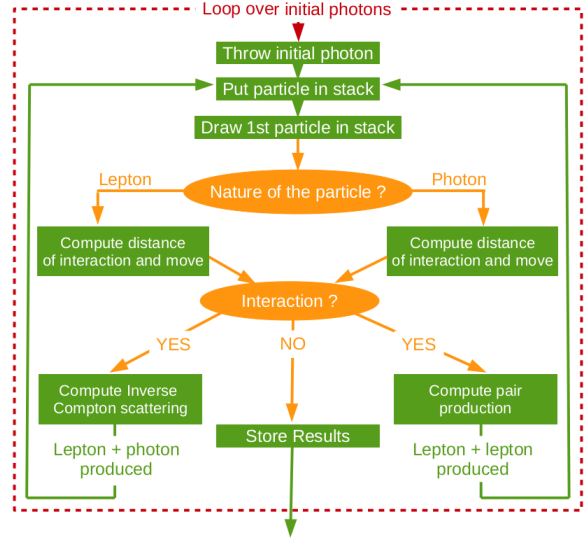 Loop over initial photons
Throw initial photon
Put particle in stack
Draw 1st particle in stack
Lepton
Nature of the particle ?
Photon
Compute distance
of interaction and move
Compute distance
of interaction and move
Interaction ?
YES
NO
YES
Compute Inverse
Compton scattering
Compute pair
production
Store Results
Lepton + photon
produced
Lepton + lepton
produced